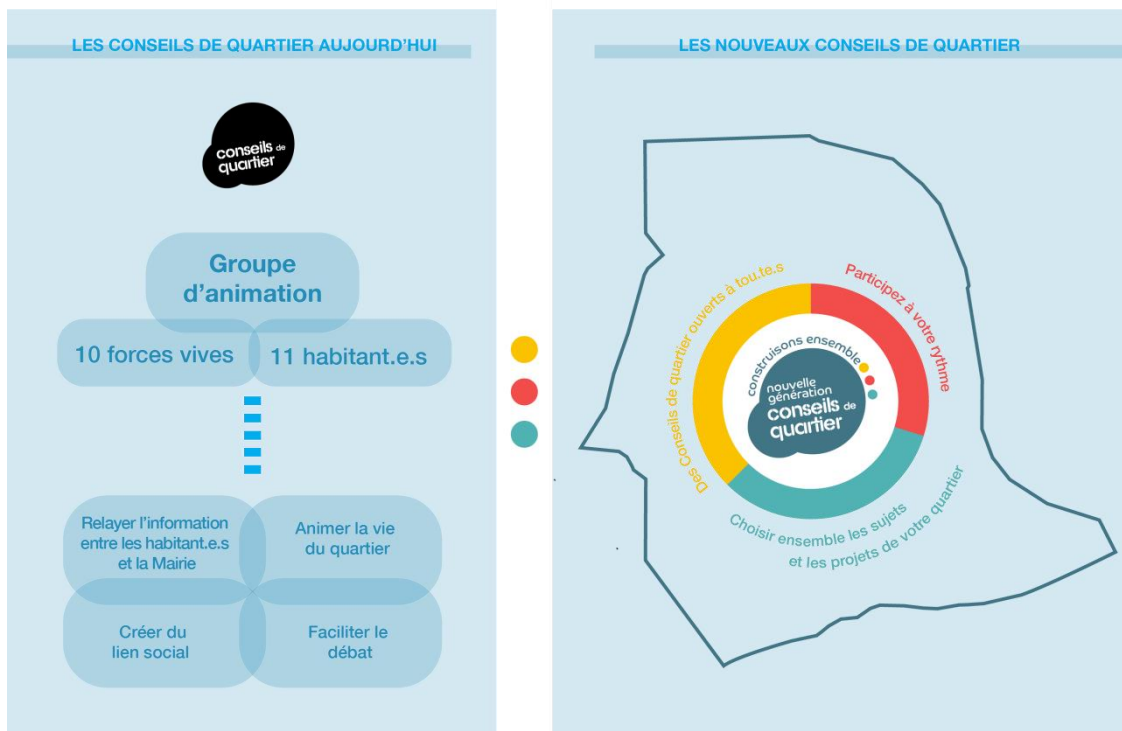 LES CONSEILS DE QUARTIER AUJOURD'HUI
conseils de
quartier
Groupe
d'animation
10 forces vives
11 habitant.e.s
Relayer l'information
entre les habitant.e.s
et la Mairie
Animer la vie
du quartier
Créer du
lien social
Faciliter le
débat
LES NOUVEAUX CONSEILS DE QUARTIER
Des Conseils de quartier ouverts à tou.te.s
Participez à votre rythme
construisons ensemble
nouvelle
génération
conseils de
quartier
Choisir ensemble les sujets
et les projets de votre quartier